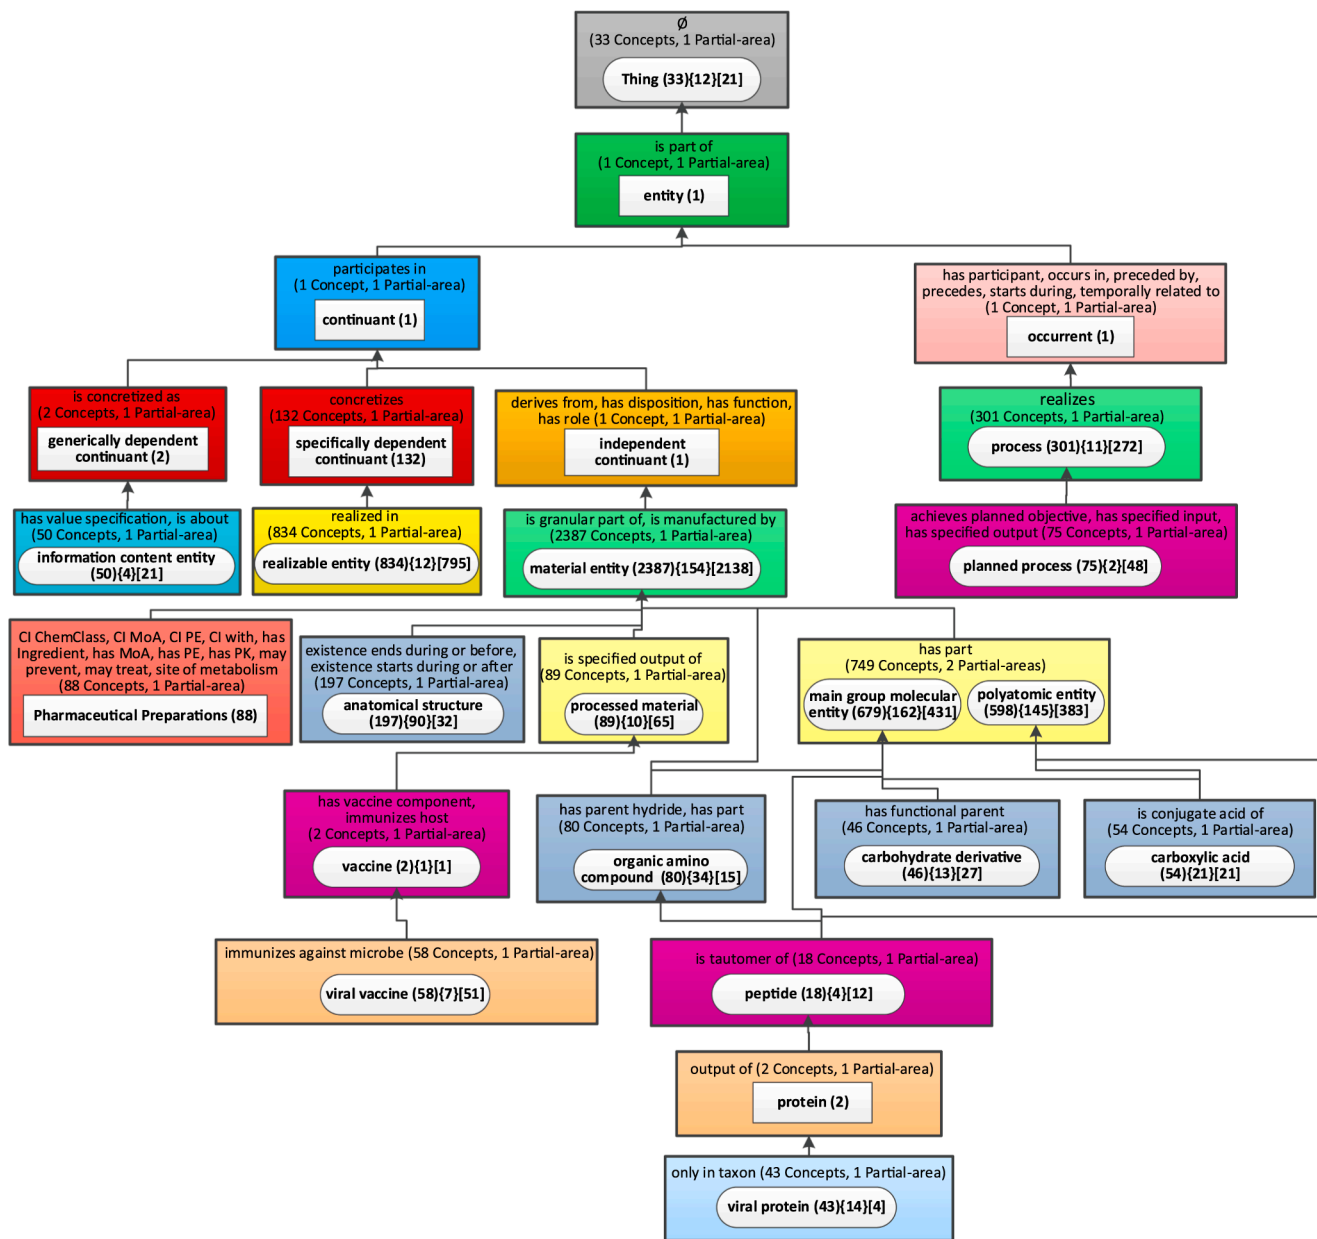 Ø
(33 Concepts, 1 Partial-area)
Thing (33){12}[21]
is part of
(1 Concept, 1 Partial-area)
entity (1)
participates in
(1 Concept, 1 Partial-area)
continuant (1)
has participant, occurs in, preceded by,
precedes, starts during, temporally related to
(1 Concept, 1 Partial-area)
occurrent (1)
is concretized as
(2 Concepts, 1 Partial-area)
generically dependent
continuant (2)
concretizes
(132 Concepts, 1 Partial-area)
specifically dependent
continuant (132)
derives from, has disposition, has function,
has role (1 Concept, 1 Partial-area)
independent
continuant (1)
realizes
(301 Concepts, 1 Partial-area)
process (301){11}[272]
has value specification, is about
(50 Concepts, 1 Partial-area)
information content entity
(50){4}[21]
realized in
(834 Concepts, 1 Partial-area)
realizable entity (834){12}[795]
is granular part of, is manufactured by
(2387 Concepts, 1 Partial-area)
material entity (2387){154}[2138]
achieves planned objective, has specified input,
has specified output (75 Concepts, 1 Partial-area)
planned process (75){2}[48]
CI ChemClass, CI MoA, CI PE, CI with, has
Ingredient, has MoA, has PE, has PK, may
prevent, may treat, site of metabolism
(88 Concepts, 1 Partial-area)
Pharmaceutical Preparations (88)
existence ends during or before,
existence starts during or after
(197 Concepts, 1 Partial-area)
anatomical structure
(197){90}[32]
is specified output of
(89 Concepts, 1 Partial-area)
processed material
(89){10}[65]
has part
(749 Concepts, 2 Partial-areas)
main group molecular
entity (679){162}[431]
polyatomic entity
(598){145}[383]
has vaccine component,
immunizes host
(2 Concepts, 1 Partial-area)
vaccine (2){1}[1]
has parent hydride, has part
(80 Concepts, 1 Partial-area)
organic amino
compound (80){34}[15]
has functional parent
(46 Concepts, 1 Partial-area)
carbohydrate derivative
(46){13}[27]
is conjugate acid of
(54 Concepts, 1 Partial-area)
carboxylic acid
(54){21}[21]
immunizes against microbe (58 Concepts, 1 Partial-area)
viral vaccine (58){7}[51]
is tautomer of (18 Concepts, 1 Partial-area)
peptide (18){4}[12]
output of (2 Concepts, 1 Partial-area)
protein (2)
only in taxon (43 Concepts, 1 Partial-area)
viral protein (43){14}[4]